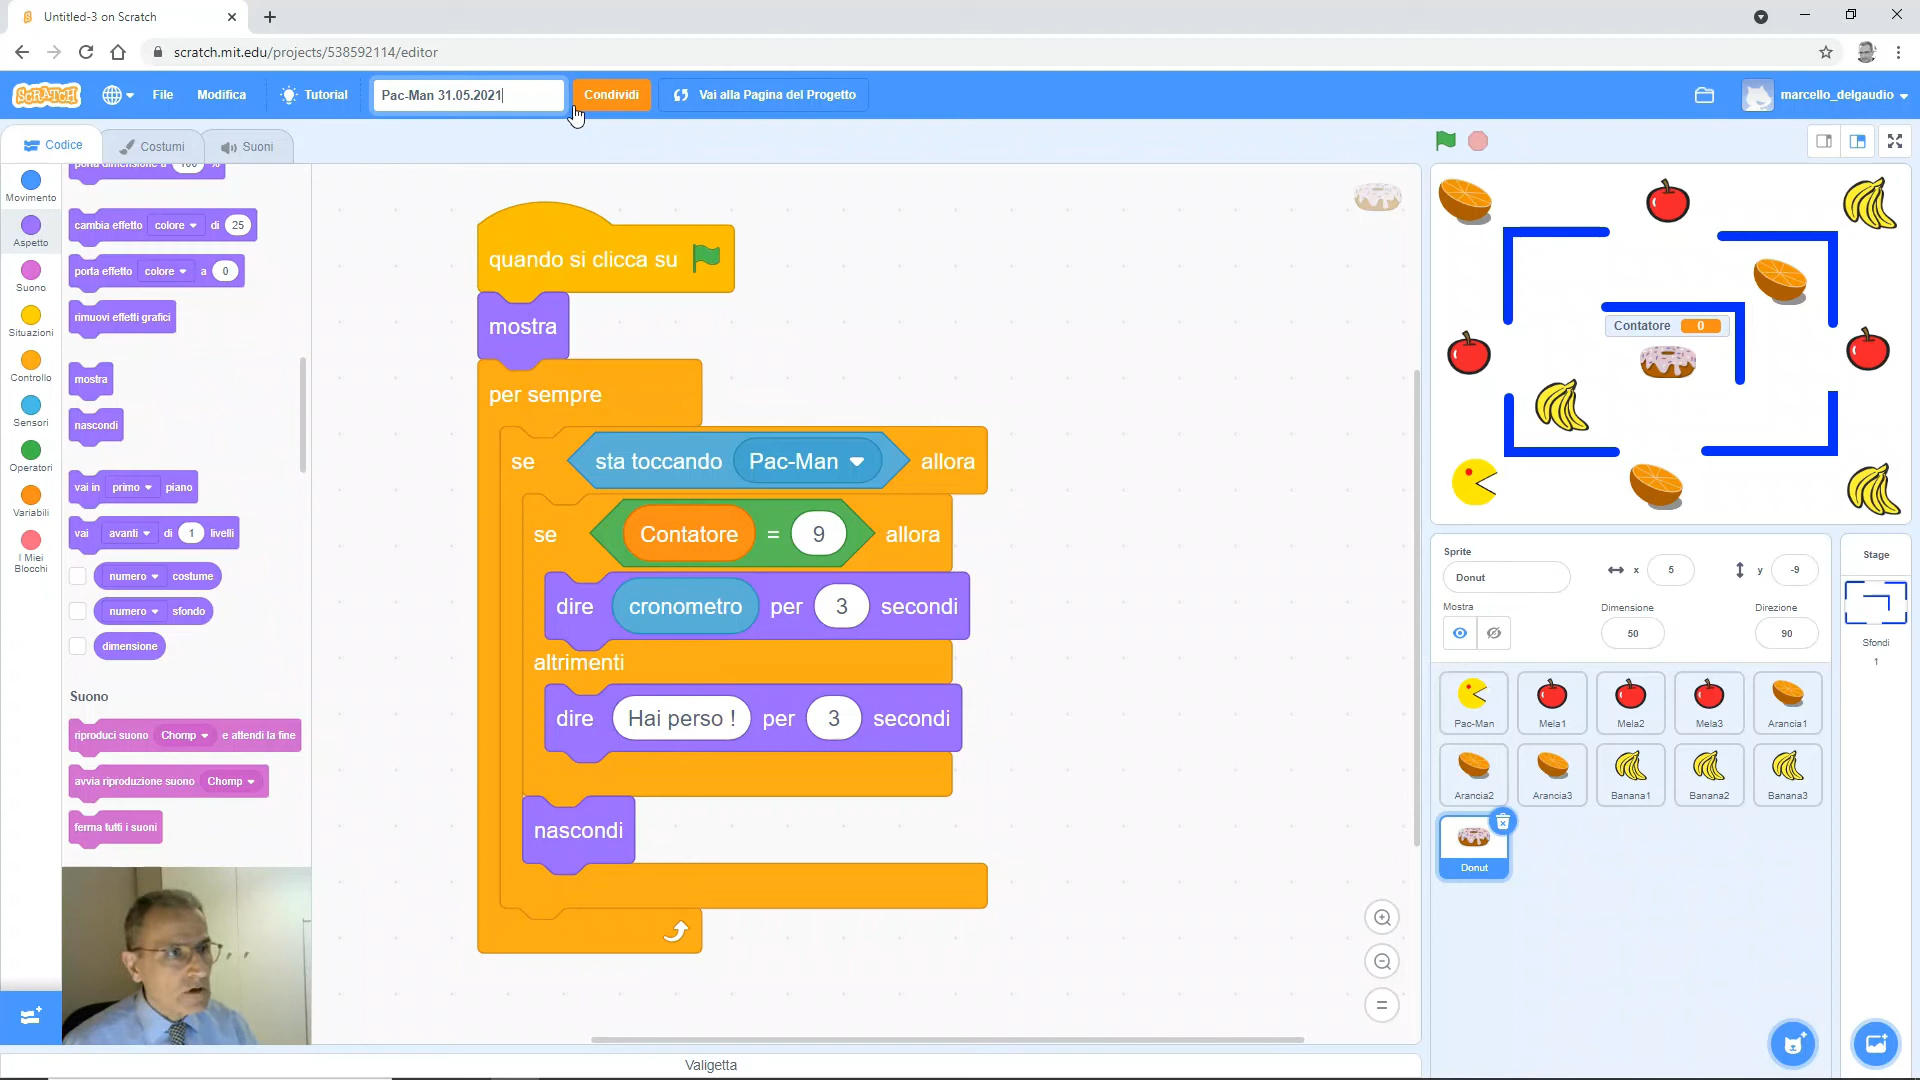 Untitled-3 on Scratch
scratch.mit.edu/projects/538592114/editor
SCRATCH
File
Modifica
Tutorial
Pac-Man 31.05.2021
Condividi
Vai alla Pagina del Progetto
marcello_delgaudio
Codice
Costumi
Suoni
Movimento
Aspetto
Suono
Situazioni
Controllo
Sensori
Operatori
Variabili
I Miei
Blocchi
porta dimensione a 100 %
cambia effetto colore di 25
porta effetto colore a 0
rimuovi effetti grafici
mostra
nascondi
vai in primo piano
vai avanti di 1 livelli
numero costume
numero sfondo
dimensione
Suono
riproduci suono Chomp e attendi la fine
avvia riproduzione suono Chomp
ferma tutti i suoni
quando si clicca su
mostra
per sempre
se sta toccando Pac-Man allora
se Contatore = 9 allora
dire cronometro per 3 secondi
altrimenti
dire Hai perso ! per 3 secondi
nascondi
Valigetta
Contatore 0
Sprite
Donut
x 5
y -9
Mostra
Dimensione
50
Direzione
90
Pac-Man
Mela1
Mela2
Mela3
Arancia1
Arancia2
Arancia3
Banana1
Banana2
Banana3
Donut
Stage
Sfondi
1